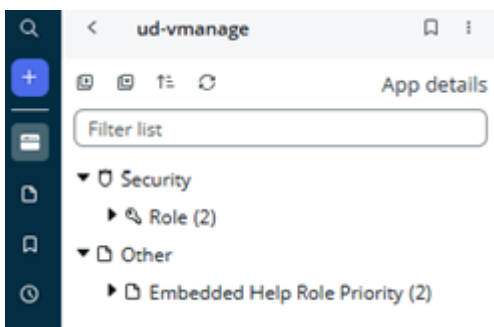 ud-vmanage
App details
Filter list
Security
Role (2)
Other
Embedded Help Role Priority (2)